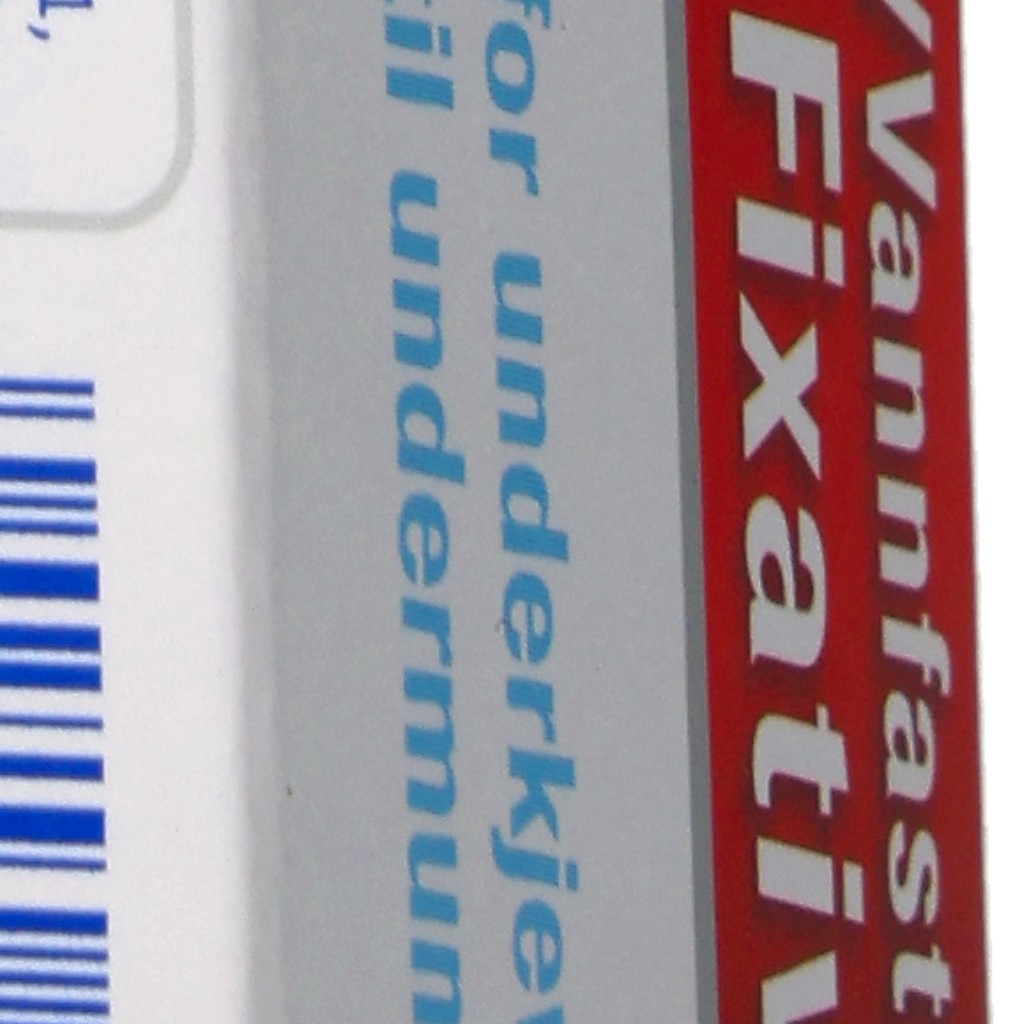 Vannfast
Fixativ
for underkjev
til undermun